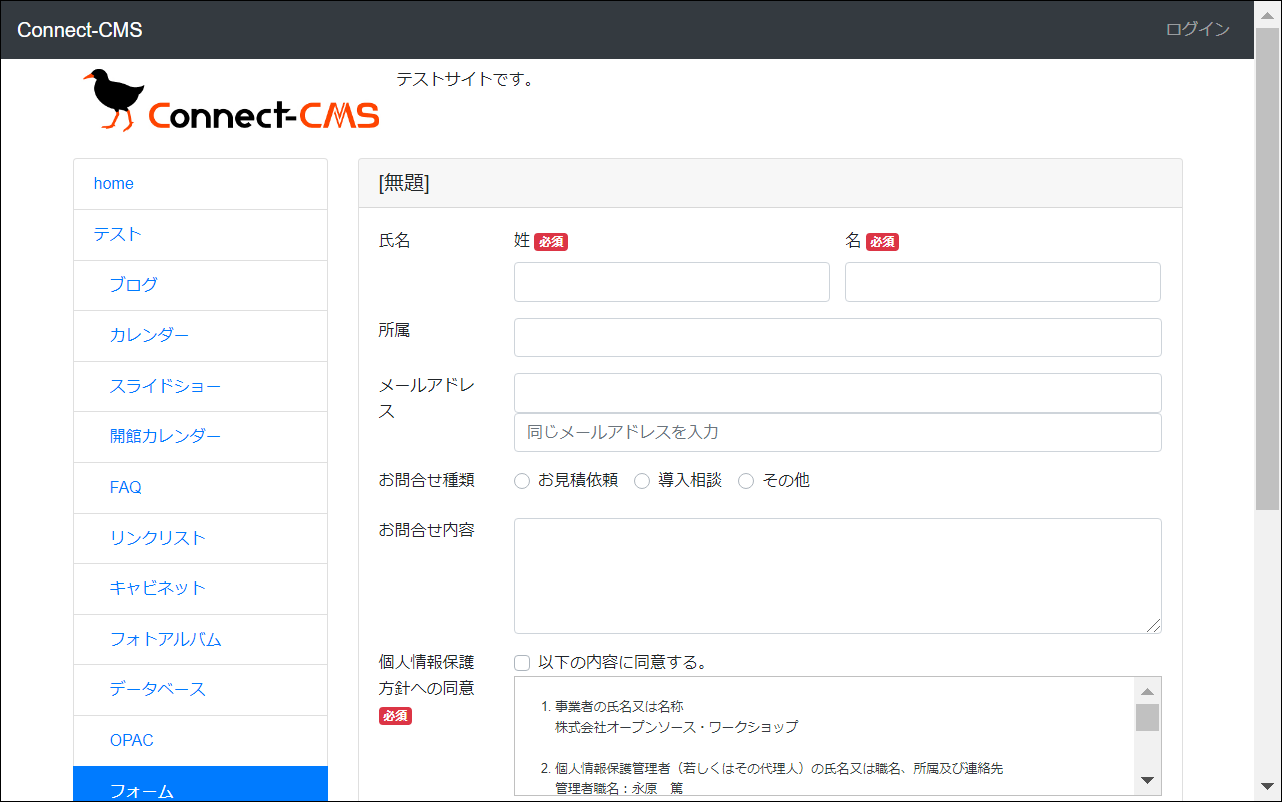 Connect-CMS
ログイン
Connect-CMS
テストサイトです。
home
テスト
ブログ
カレンダー
スライドショー
開館カレンダー
FAQ
リンクリスト
キャビネット
フォトアルバム
データベース
OPAC
フォーム
[無題]
氏名
姓 必須
名 必須
所属
メールアドレ
ス
同じメールアドレスを入力
お問合せ種類
お見積依頼 導入相談 その他
お問合せ内容
個人情報保護
方針への同意
必須
以下の内容に同意する。
1. 事業者の氏名又は名称
株式会社オープンソース・ワークショップ
2. 個人情報保護管理者（若しくはその代理人）の氏名又は職名、所属及び連絡先
管理者職名：永原　篤